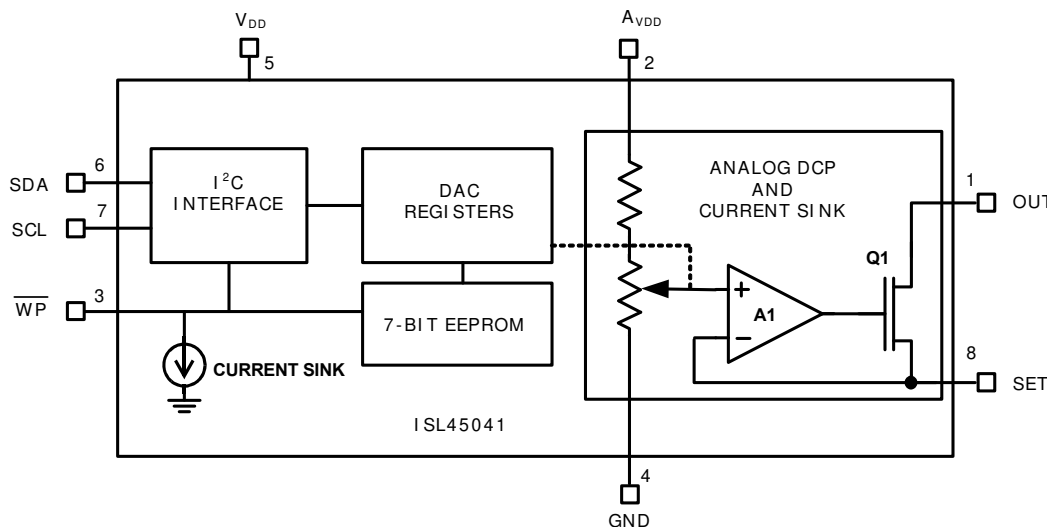 VDD
5
AVDD
2
SDA
6
SCL
7
WP
3
I²C
INTERFACE
DAC
REGISTERS
7-BIT EEPROM
CURRENT SINK
ANALOG DCP
AND
CURRENT SINK
+
A1
−
Q1
1
OUT
8
SET
ISL45041
4
GND